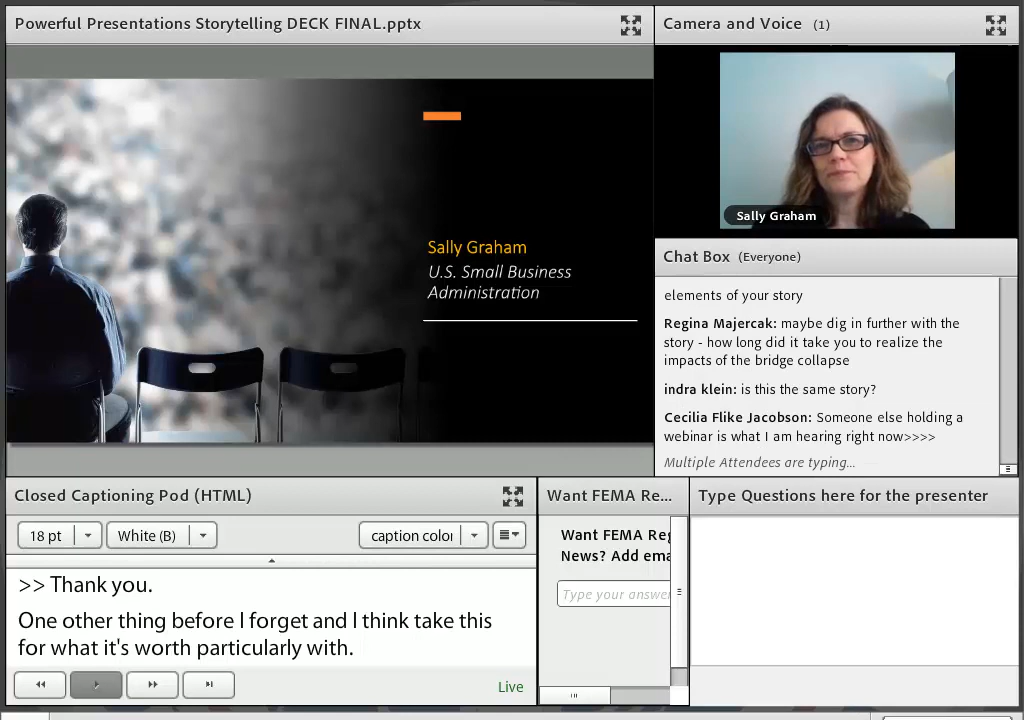 Powerful Presentations Storytelling DECK FINAL.pptx
Sally Graham
U.S. Small Business
Administration
Camera and Voice (1)
Sally Graham
Chat Box (Everyone)
elements of your story
Regina Majercak: maybe dig in further with the
story - how long did it take you to realize the
impacts of the bridge collapse
indra klein: is this the same story?
Cecilia Flike Jacobson: Someone else holding a
webinar is what I am hearing right now>>>>
Multiple Attendees are typing...
Closed Captioning Pod (HTML)
18 pt
White (B)
caption color
>> Thank you.
One other thing before I forget and I think take this
for what it's worth particularly with.
Live
Want FEMA Re...
Want FEMA Reg
News? Add ema
Type your answer
Type Questions here for the presenter